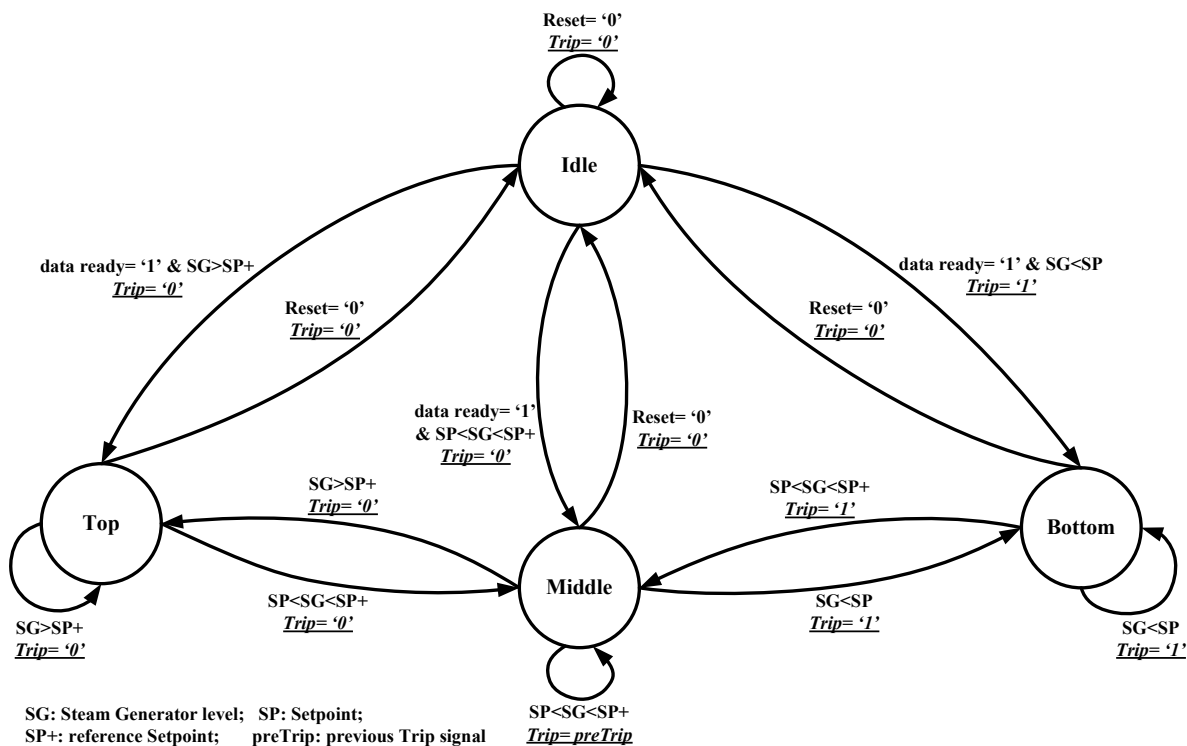 Reset= ‘0’
Trip= ‘0’
Idle
data ready= ‘1’ & SG>SP+
Trip= ‘0’
data ready= ‘1’ & SG<SP
Trip= ‘1’
Reset= ‘0’
Trip= ‘0’
Reset= ‘0’
Trip= ‘0’
data ready= ‘1’
& SP<SG<SP+
Trip= ‘0’
Reset= ‘0’
Trip= ‘0’
SG>SP+
Trip= ‘0’
SP<SG<SP+
Trip= ‘1’
Top
Middle
Bottom
SP<SG<SP+
Trip= ‘0’
SG<SP
Trip= ‘1’
SG>SP+
Trip= ‘0’
SG<SP
Trip= ‘1’
SP<SG<SP+
Trip= preTrip
SG: Steam Generator level; SP: Setpoint;
SP+: reference Setpoint; preTrip: previous Trip signal